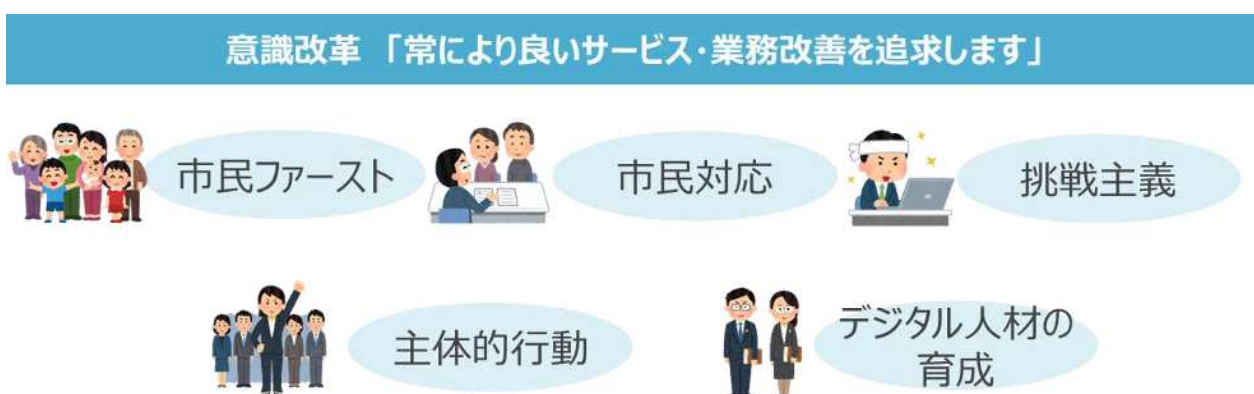 意識改革 「常により良いサービス・業務改善を追求します」
市民ファースト
市民対応
挑戦主義
主体的行動
デジタル人材の
育成